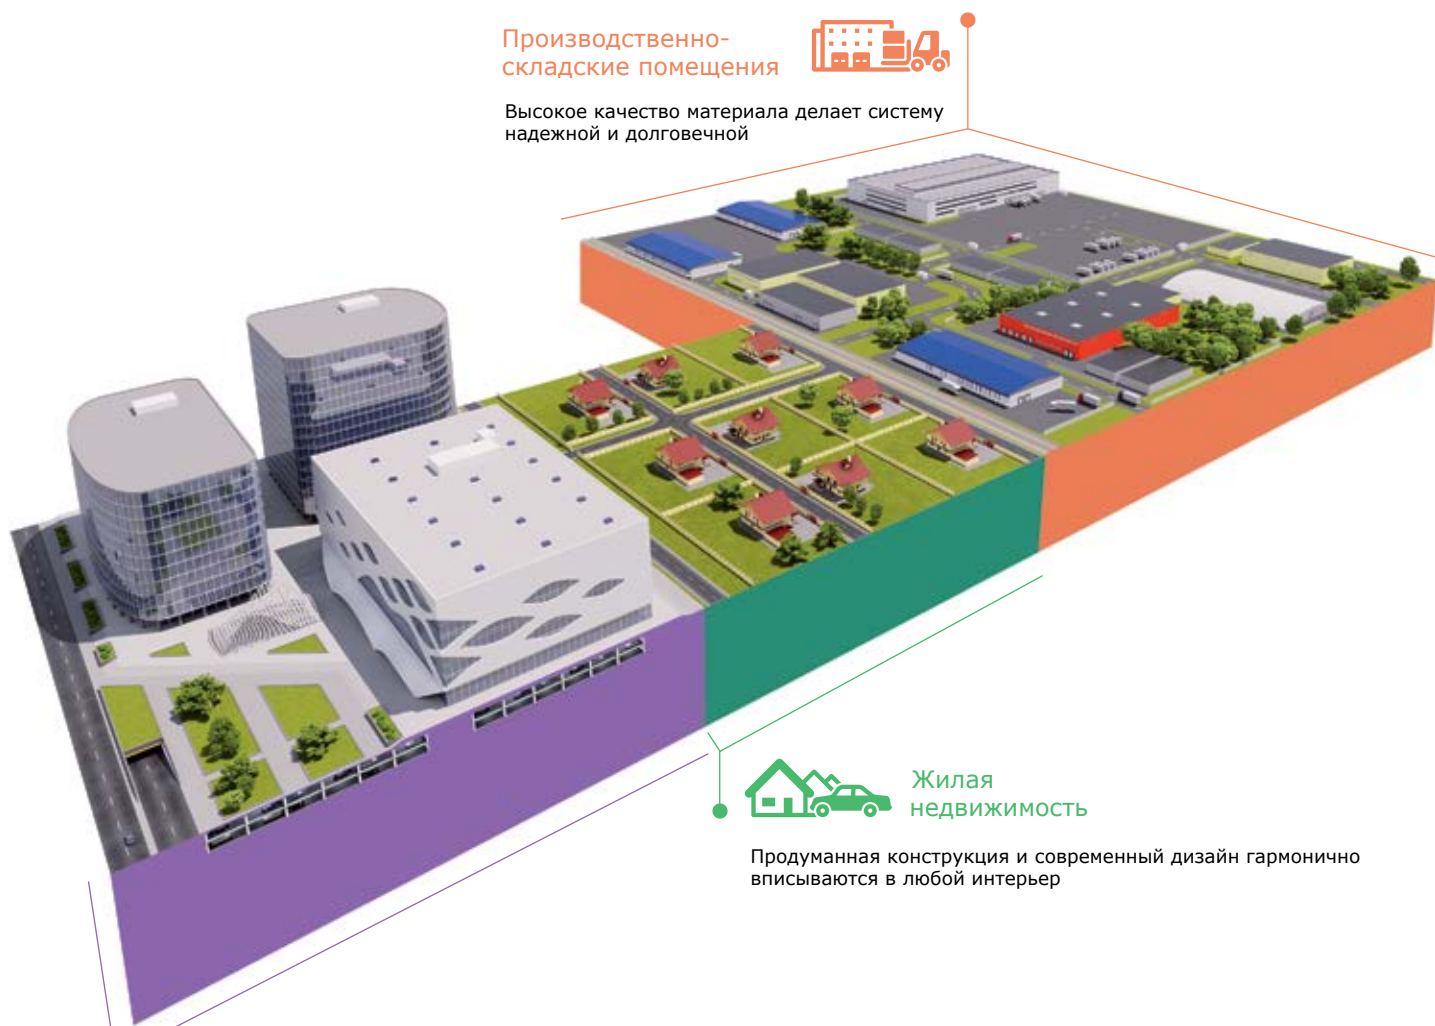 Производственно-
складские помещения
Высокое качество материала делает систему
надежной и долговечной
Жилая
недвижимость
Продуманная конструкция и современный дизайн гармонично
вписываются в любой интерьер